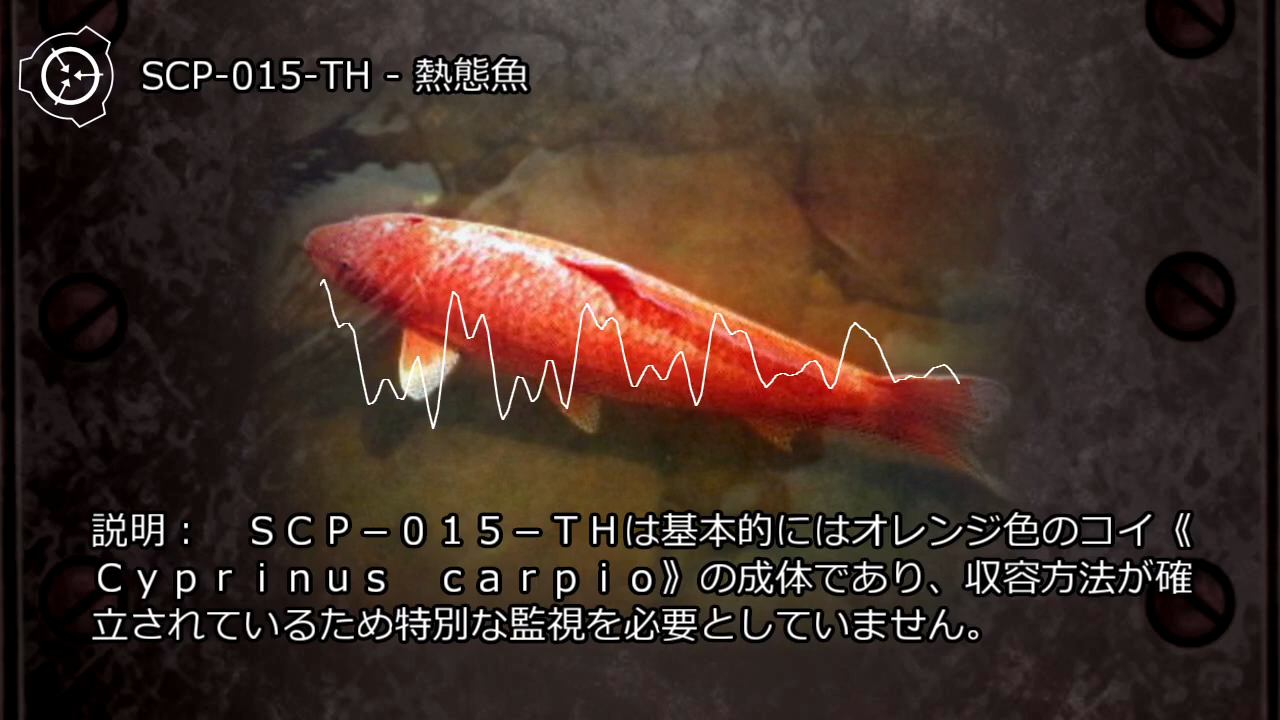 SCP-015-TH - 熱態魚
説明：　ＳＣＰ－０１５－ＴＨは基本的にはオレンジ色のコイ《
Ｃｙｐｒｉｎｕｓ　ｃａｒｐｉｏ》の成体であり、収容方法が確
立されているため特別な監視を必要としていません。